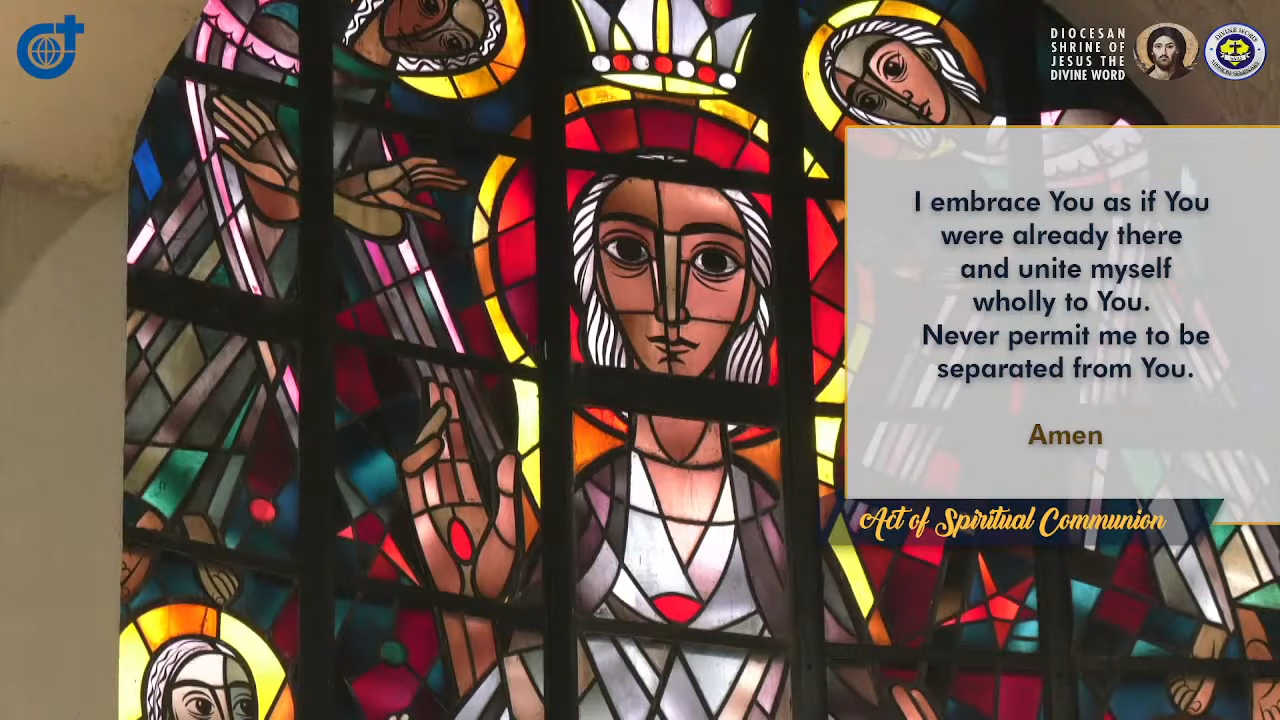 DIOCESAN
SHRINE OF
JESUS THE
DIVINE WORD
I embrace You as if You
were already there
and unite myself
wholly to You.
Never permit me to be
separated from You.
Amen
Act of Spiritual Communion